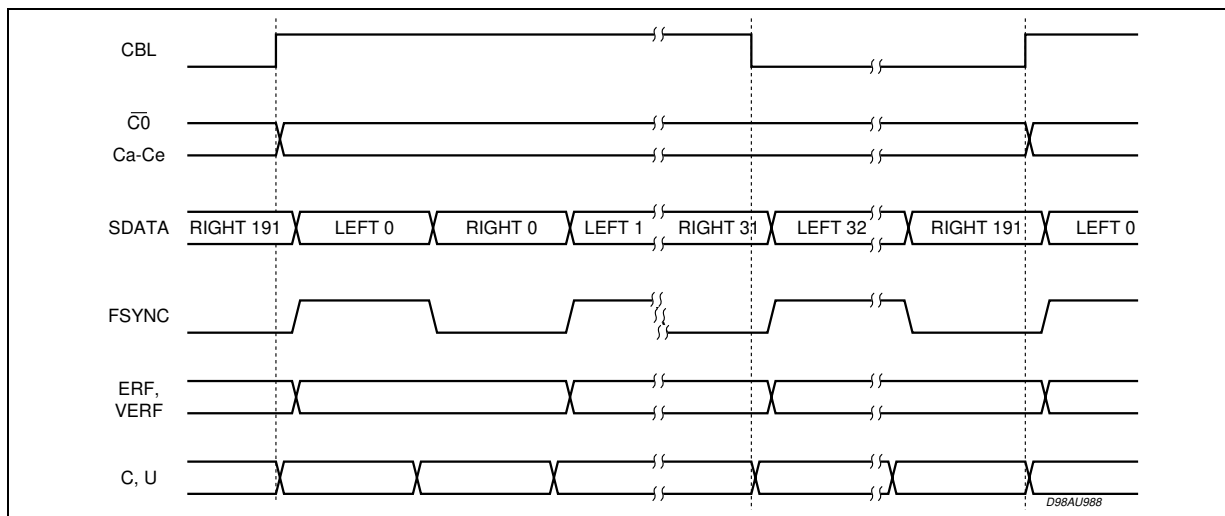 CBL
C̅0̅
Ca-Ce
SDATA RIGHT 191 LEFT 0 RIGHT 0 LEFT 1 RIGHT 31 LEFT 32 RIGHT 191 LEFT 0
FSYNC
ERF,
VERF
C, U
D98AU988